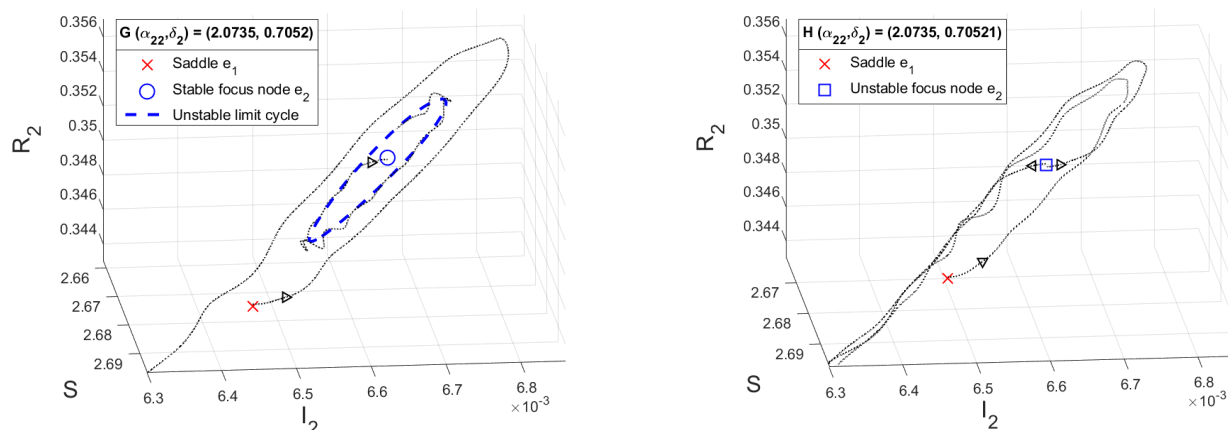 G (α22,δ2) = (2.0735, 0.7052)
Saddle e1
Stable focus node e2
Unstable limit cycle
0.356
0.354
0.352
0.35
0.348
0.346
0.344
R2
2.66
2.67
2.68
2.69
S
6.3
6.4
6.5
6.6
6.7
6.8
×10-3
I2
H (α22,δ2) = (2.0735, 0.70521)
Saddle e1
Unstable focus node e2
0.356
0.354
0.352
0.35
0.348
0.346
0.344
R2
2.67
2.68
2.69
S
6.3
6.4
6.5
6.6
6.7
6.8
×10-3
I2